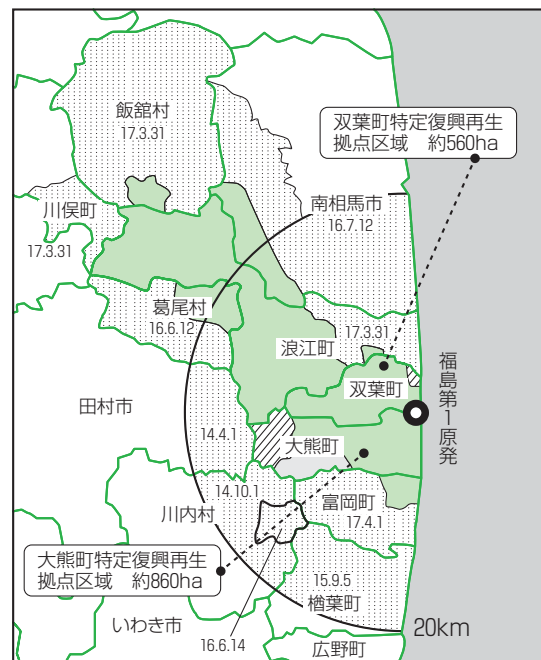 飯舘村
17.3.31
双葉町特定復興再生
拠点区域　約560ha
川俣町
17.3.31
南相馬市
16.7.12
葛尾村
16.6.12
17.3.31
浪江町
双葉町
福島第1原発
田村市
14.4.1
大熊町
14.10.1
川内村
富岡町
17.4.1
大熊町特定復興再生
拠点区域　約860ha
15.9.5
楢葉町
いわき市
16.6.14
20km
広野町